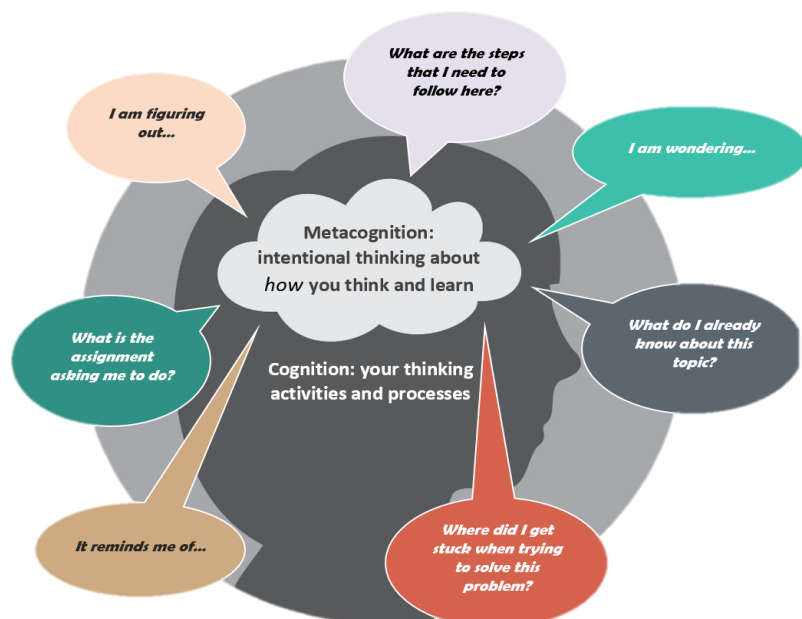 What are the steps
that I need to
follow here?
I am figuring
out...
I am wondering...
Metacognition:
intentional thinking about
how you think and learn
What is the
assignment
asking me to do?
What do I already
know about this
topic?
Cognition: your thinking
activities and processes
It reminds me of...
Where did I get
stuck when trying
to solve this
problem?